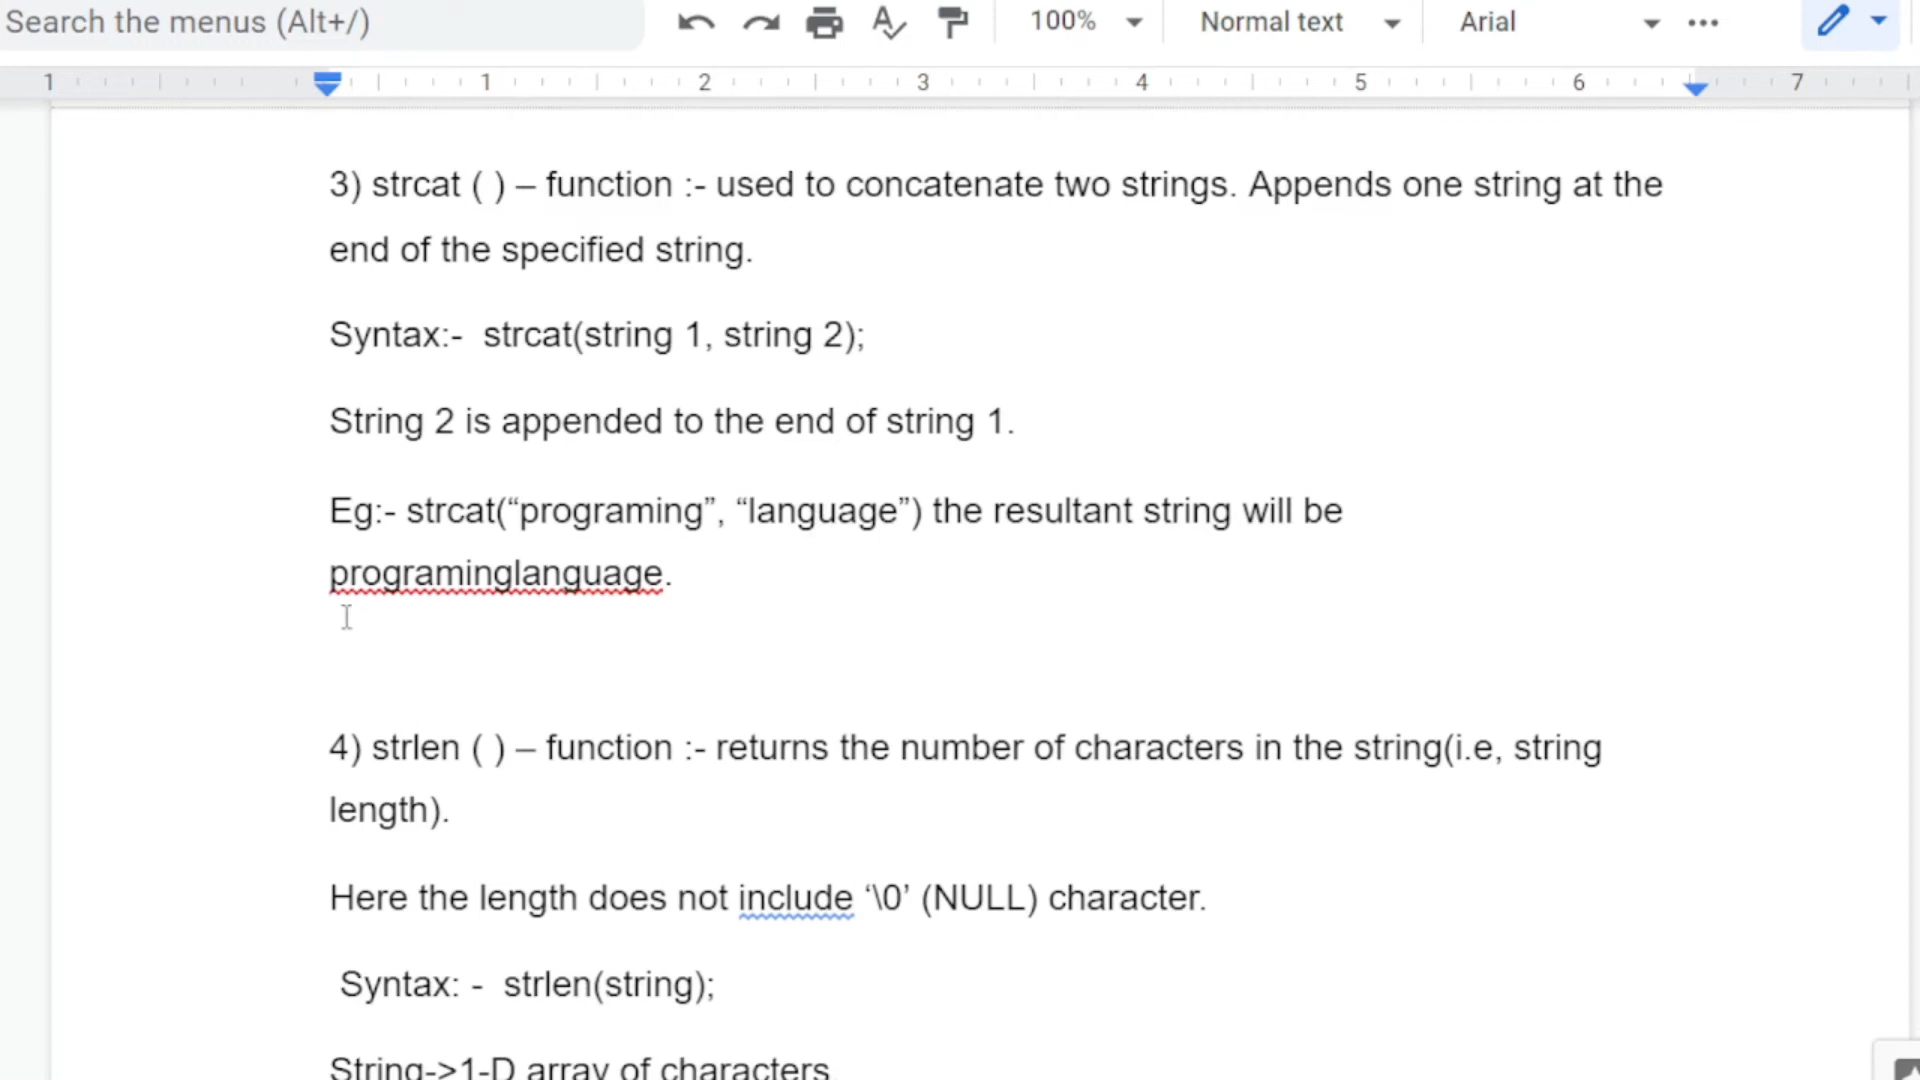 Search the menus (Alt+/)
100%
Normal text
Arial
1 1 2 3 4 5 6 7
3) strcat ( ) – function :- used to concatenate two strings. Appends one string at the
end of the specified string.
Syntax:-  strcat(string 1, string 2);
String 2 is appended to the end of string 1.
Eg:- strcat(“programing”, “language”) the resultant string will be
programinglanguage.
4) strlen ( ) – function :- returns the number of characters in the string(i.e, string
length).
Here the length does not include ‘\0’ (NULL) character.
Syntax: -  strlen(string);
String->1-D array of characters.